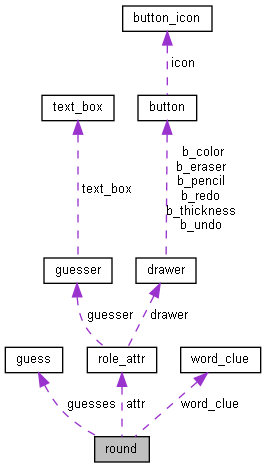 button_icon
icon
text_box
button
b_color
b_eraser
b_pencil
b_redo
b_thickness
b_undo
text_box
guesser
drawer
guesser
drawer
guess
role_attr
word_clue
guesses
attr
word_clue
round